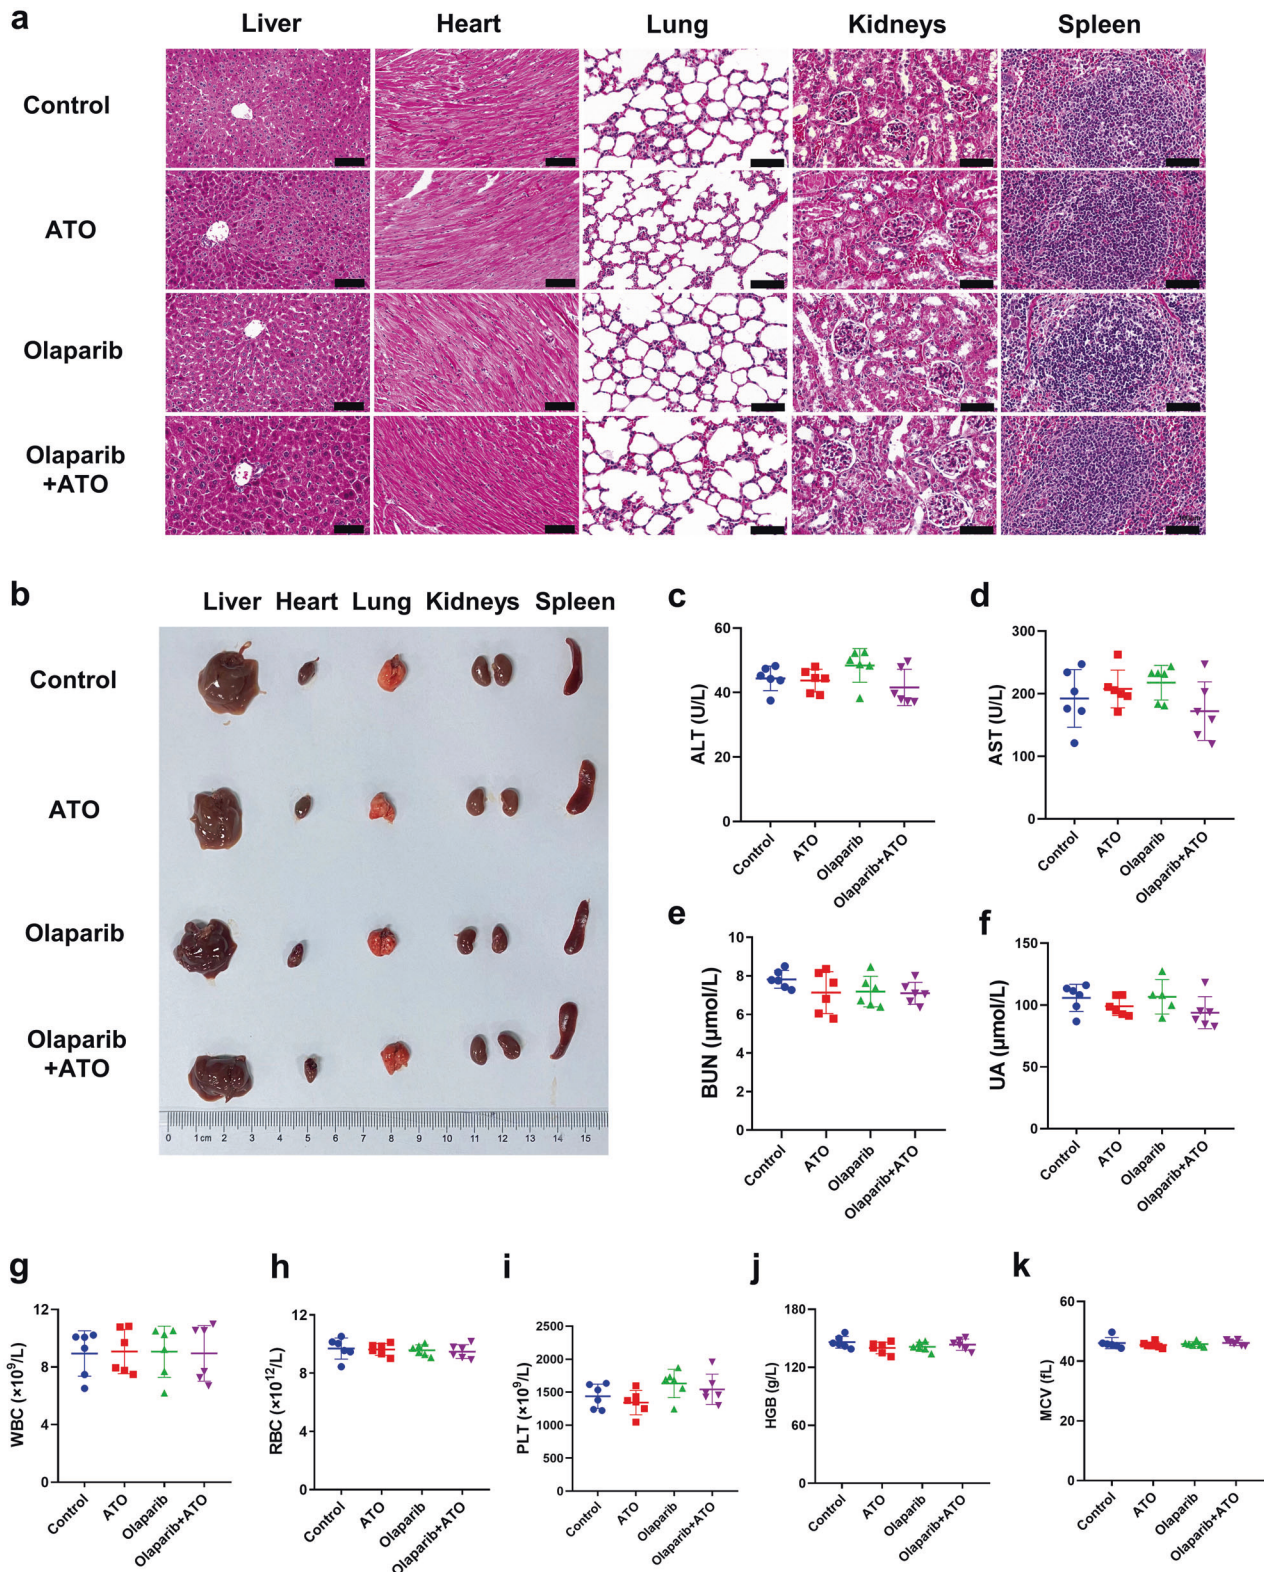 a
Liver Heart Lung Kidneys Spleen
Control
ATO
Olaparib
Olaparib
+ATO
b
Liver Heart Lung Kidneys Spleen
Control
ATO
Olaparib
Olaparib
+ATO
0 1cm 2 3 4 5 6 7 8 9 10 11 12 13 14 15
c
ALT (U/L)
60
40
20
0
Control ATO Olaparib Olaparib+ATO
d
AST (U/L)
300
200
100
0
Control ATO Olaparib Olaparib+ATO
e
BUN (μmol/L)
10
8
6
4
2
0
Control ATO Olaparib Olaparib+ATO
f
UA (μmol/L)
150
100
50
0
Control ATO Olaparib Olaparib+ATO
g
WBC (×10⁹/L)
12
8
4
0
Control ATO Olaparib Olaparib+ATO
h
RBC (×10¹²/L)
12
8
4
0
Control ATO Olaparib Olaparib+ATO
i
PLT (×10⁹/L)
2500
2000
1500
1000
500
0
Control ATO Olaparib Olaparib+ATO
j
HGB (g/L)
180
120
60
0
Control ATO Olaparib Olaparib+ATO
k
MCV (fL)
60
40
20
0
Control ATO Olaparib Olaparib+ATO